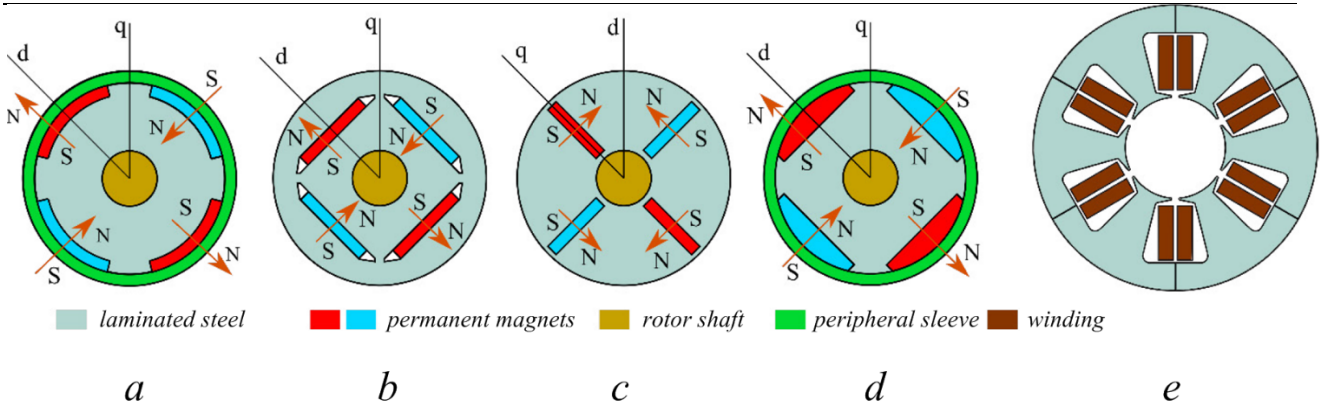 q
d
S
N
N
S
S
N
N
S
q
d
S
N
N
S
S
N
N
S
d
q
N
N
S
S
S
S
N
N
q
d
S
N
N
S
S
N
N
S
laminated steel
permanent magnets
rotor shaft
peripheral sleeve
winding
a
b
c
d
e